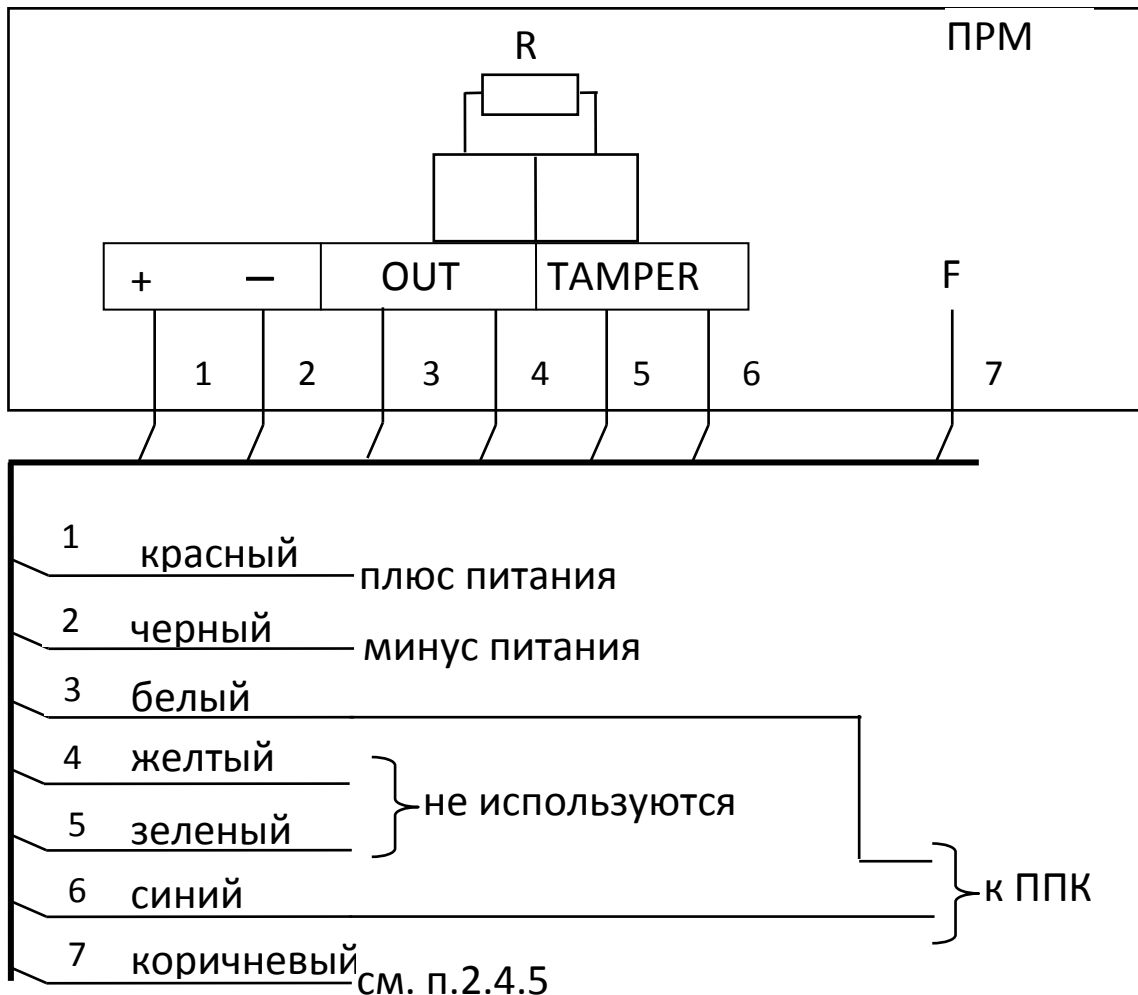 ПРМ
R
+ — OUT TAMPER F
1 2 3 4 5 6 7
1 красный плюс питания
2 черный минус питания
3 белый
4 желтый
не используются
5 зеленый
6 синий к ППК
7 коричневый см. п.2.4.5